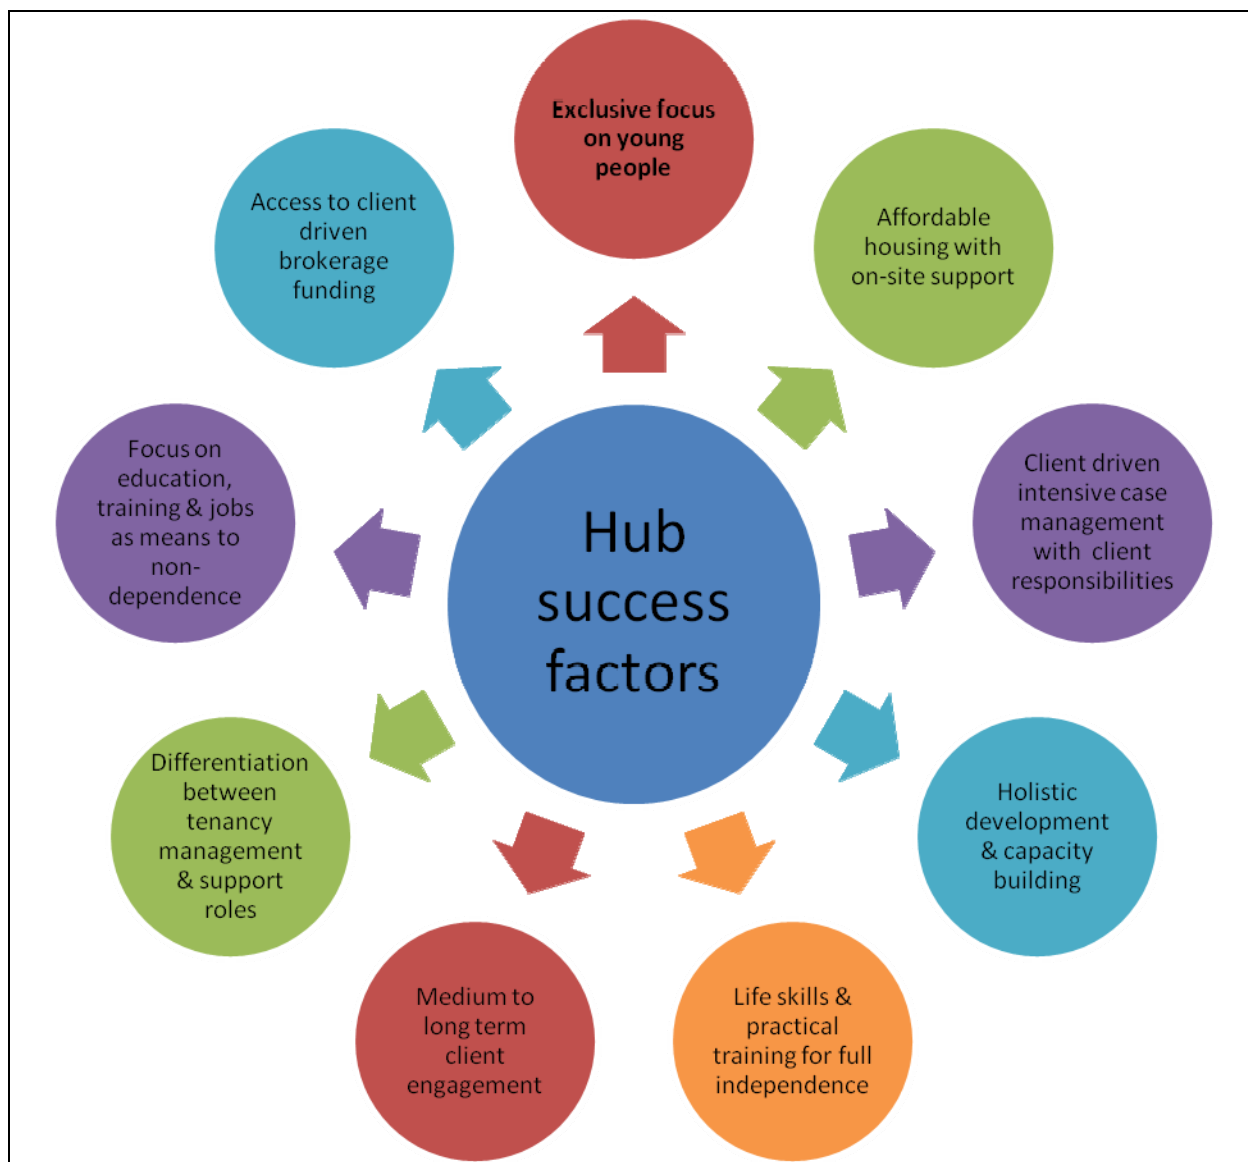 Exclusive focus
on young
people
Affordable
housing with
on-site support
Client driven
intensive case
management
with client
responsibilities
Holistic
development
& capacity
building
Life skills &
practical
training for full
independence
Medium to
long term
client
engagement
Differentiation
between
tenancy
management
& support
roles
Focus on
education,
training & jobs
as means to
non-
dependence
Access to client
driven
brokerage
funding
Hub
success
factors